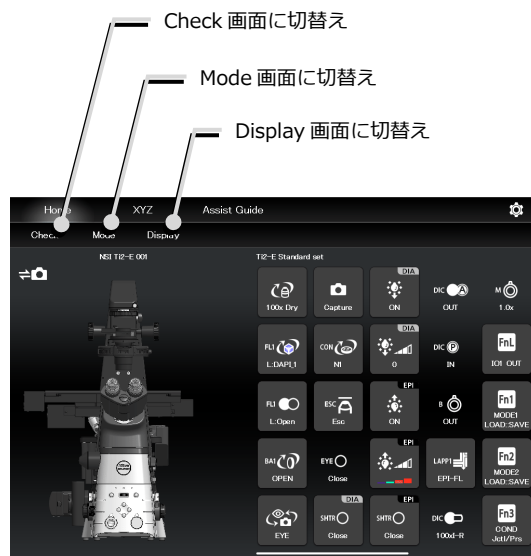 Check 画面に切替え
Mode 画面に切替え
Display 画面に切替え
Home XYZ Assist Guide
Check Mode Display
NSI Ti2-E 001
Ti2-E Standard set
100x Dry
Capture
DIA
ON
DIC A
OUT
M
1.0x
FL1
L:DAPI_1
CON
N1
DIA
0
DIC P
IN
FnL
IO1 OUT
FL1
L:Open
ESC
Esc
EPI
ON
B
OUT
Fn1
MODE1
LOAD:SAVE
BA1
OPEN
EYE
Close
EPI
LAPP1
EPI-FL
Fn2
MODE2
LOAD:SAVE
EYE
DIA
SHTR
Close
EPI
SHTR
Close
DIC
100xI-R
Fn3
COND
Jctl/Prs